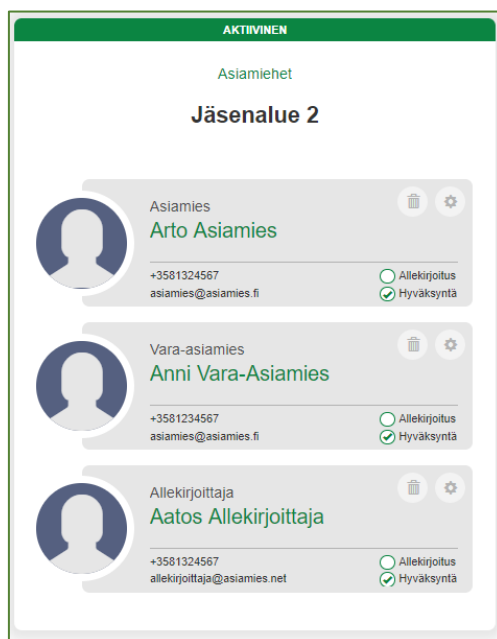 AKTIIVINEN
Asiamiehet
Jäsenalue 2
Asiamies
Arto Asiamies
+3581324567
Allekirjoitus
asiamies@asiamies.fi
Hyväksyntä
Vara-asiamies
Anni Vara-Asiamies
+3581234567
Allekirjoitus
asiamies@asiamies.fi
Hyväksyntä
Allekirjoittaja
Aatos Allekirjoittaja
+3581324567
Allekirjoitus
allekirjoittaja@asiamies.net
Hyväksyntä